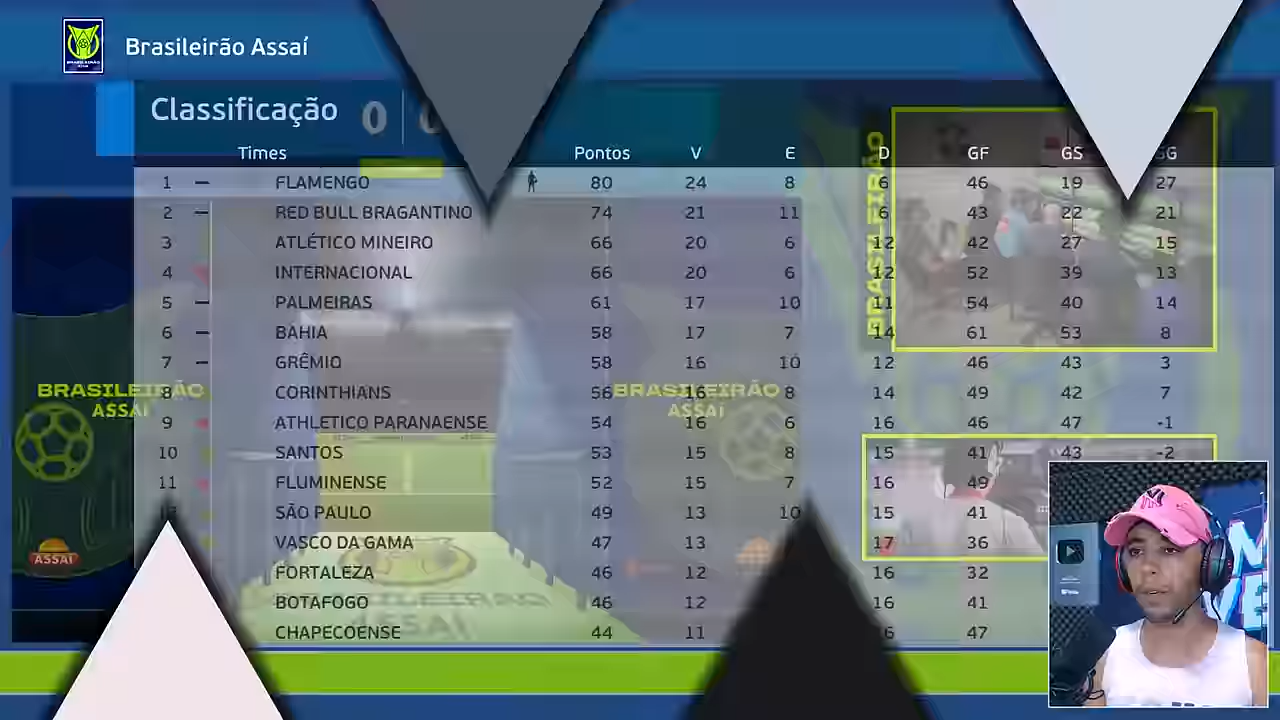 Brasileirão Assaí
Classificação 0
Times Pontos V E D GF GS SG
1 FLAMENGO 80 24 8 6 46 19 27
2 RED BULL BRAGANTINO 74 21 11 6 43 22 21
3 ATLÉTICO MINEIRO 66 20 6 12 42 27 15
4 INTERNACIONAL 66 20 6 12 52 39 13
5 PALMEIRAS 61 17 10 11 54 40 14
6 BAHIA 58 17 7 14 61 53 8
7 GRÊMIO 58 16 10 12 46 43 3
8 CORINTHIANS 56 16 8 14 49 42 7
9 ATHLETICO PARANAENSE 54 16 6 16 46 47 -1
10 SANTOS 53 15 8 15 41 43 -2
11 FLUMINENSE 52 15 7 16 49
SÃO PAULO 49 13 10 15 41
VASCO DA GAMA 47 13 17 36
FORTALEZA 46 12 16 32
BOTAFOGO 46 12 16 41
CHAPECOENSE 44 11 47
BRASILEIRÃO
ASSAÍ
BRASILEIRÃO
ASSAÍ
BRASILEIRÃO
ASSAÍ